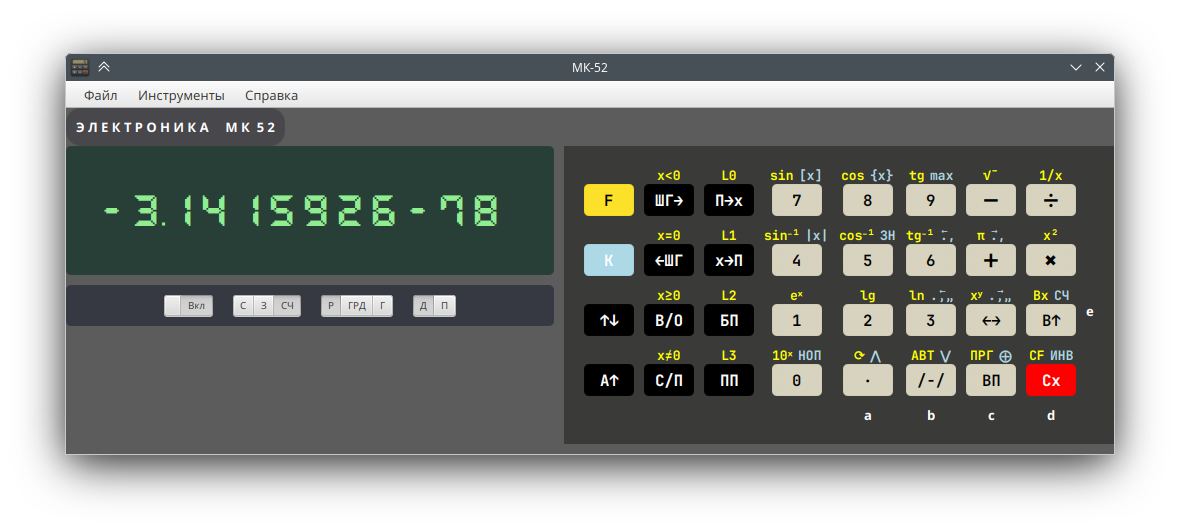 МК-52
Файл Инструменты Справка
ЭЛЕКТРОНИКА МК 52
-3.1415926-78
Вкл С З СЧ Р ГРД Г Д П
x<0 L0 sin [x] cos {x} tg max √‾ 1/x
F ШГ→ П→x 7 8 9 − ÷
x=0 L1 sin⁻¹ |x| cos⁻¹ ЗН tg⁻¹ ←, π →, x²
K ←ШГ x→П 4 5 6 + ×
x≥0 L2 eˣ lg ln ←,,, xʸ →,,, Вx СЧ
↑↓ В/О БП 1 2 3 ↔ В↑ e
x≠0 L3 10ˣ НОП ⟳ ⋀ АВТ ⋁ ПРГ ⊕ CF ИНВ
А↑ С/П ПП 0 · /-/ ВП Cx
a b c d